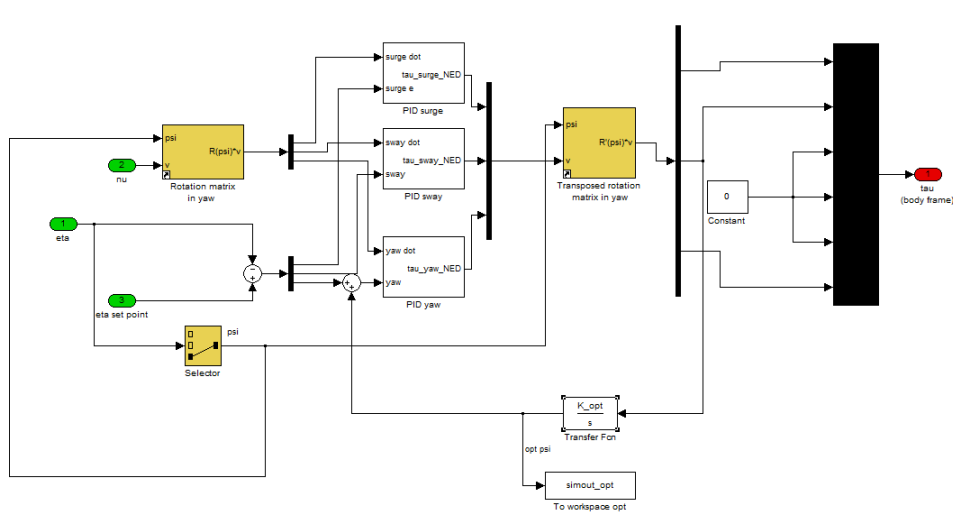 surge dot
tau_surge_NED
surge e
PID surge
psi
R(psi)*v
v
Rotation matrix
in yaw
2
nu
sway dot
tau_sway_NED
sway
PID sway
psi
R'(psi)*v
v
Transposed rotation
matrix in yaw
0
Constant
1
tau
(body frame)
1
eta
yaw dot
tau_yaw_NED
yaw
PID yaw
−
+
+
+
3
eta set point
psi
Selector
K_opt
s
Transfer Fcn
opt psi
simout_opt
To workspace opt